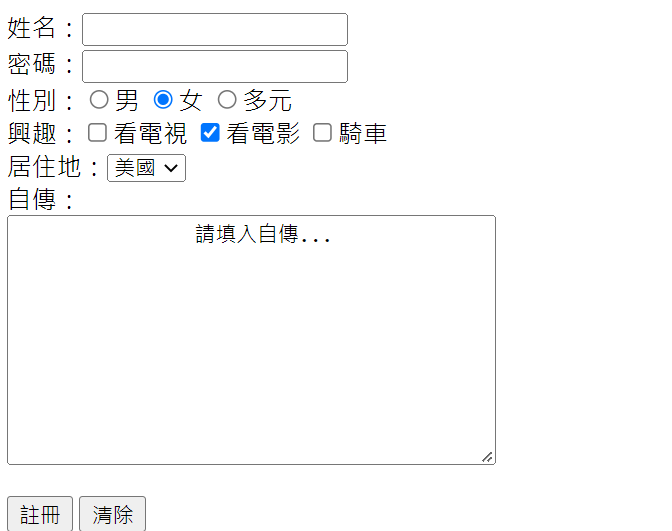 姓名：
密碼：
性別： 男 女 多元
興趣： 看電視 看電影 騎車
居住地： 美國
自傳：
請填入自傳...
註冊 清除